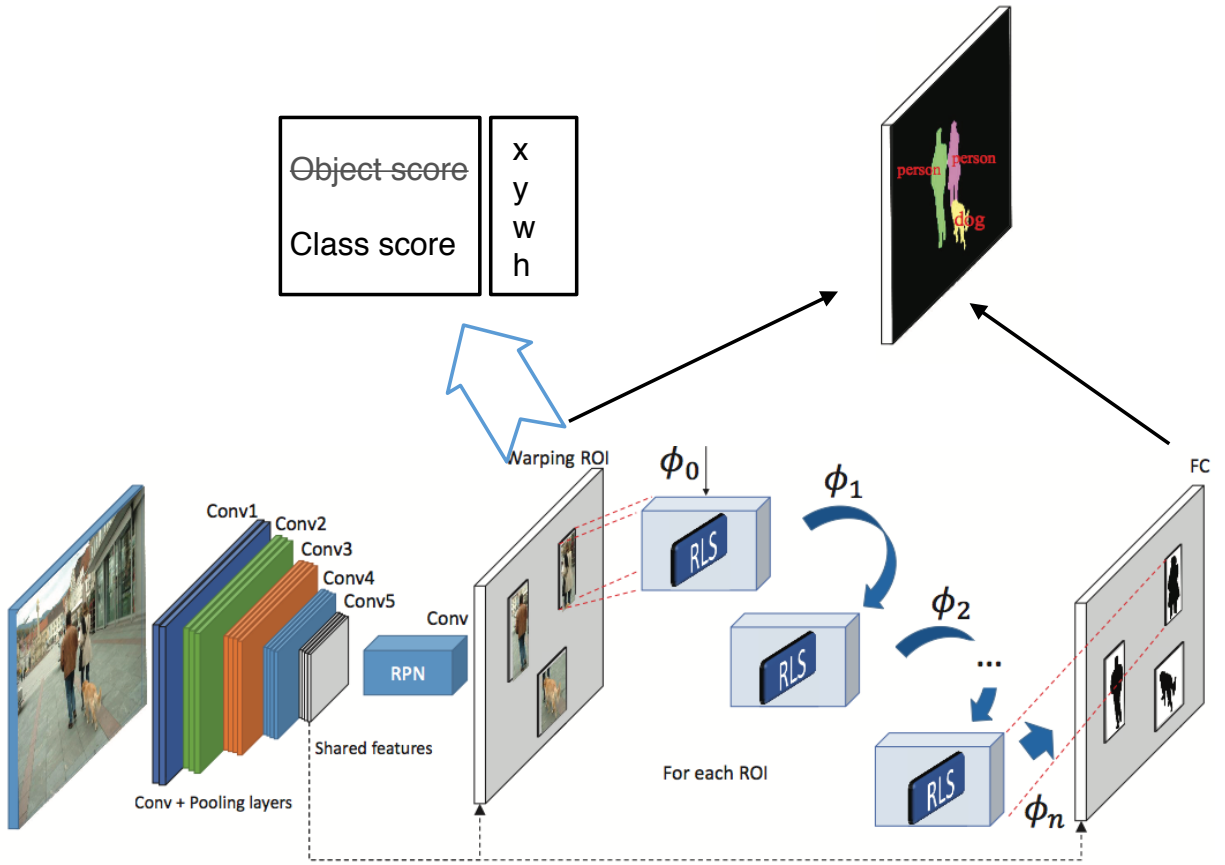 Object score
Class score
x
y
w
h
person
person
dog
Warping ROI
ϕ0
ϕ1
FC
Conv1
Conv2
Conv3
Conv4
Conv5
Conv
RPN
RLS
RLS
ϕ2
...
RLS
ϕn
Shared features
For each ROI
Conv + Pooling layers